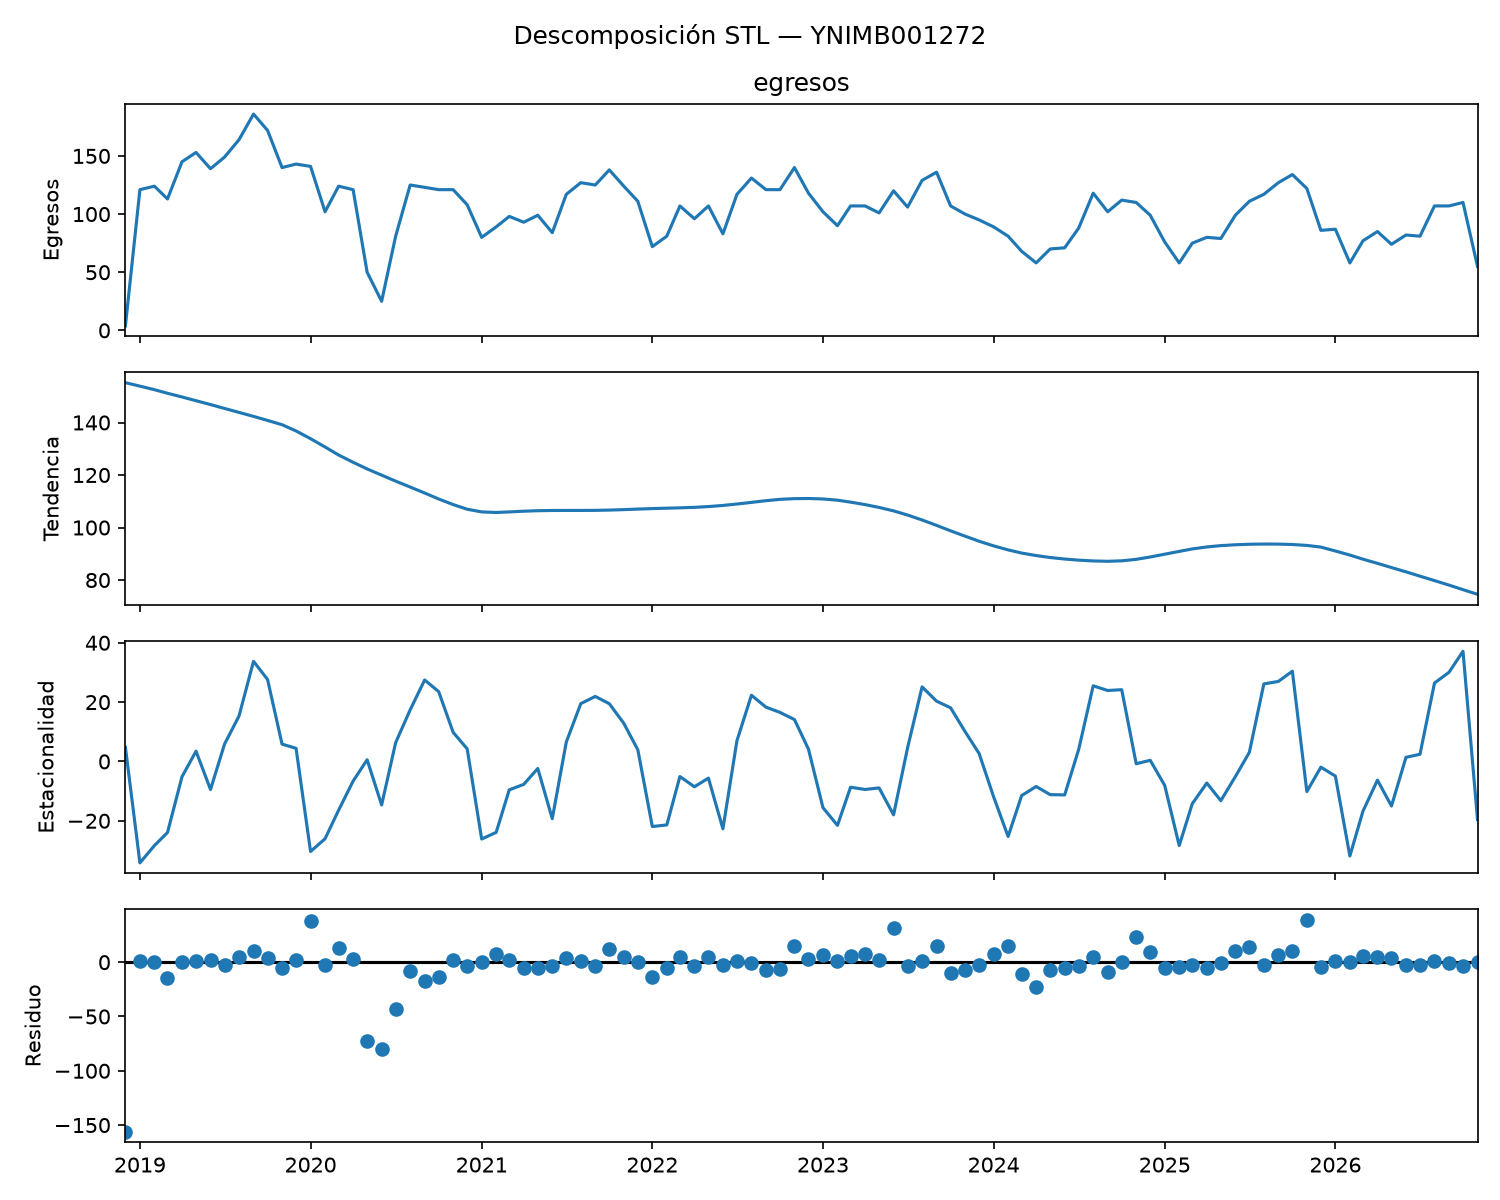 Descomposición STL — YNIMB001272
egresos
Egresos
150
100
50
0
Tendencia
140
120
100
80
Estacionalidad
40
20
0
−20
Residuo
0
−50
−100
−150
2019 2020 2021 2022 2023 2024 2025 2026